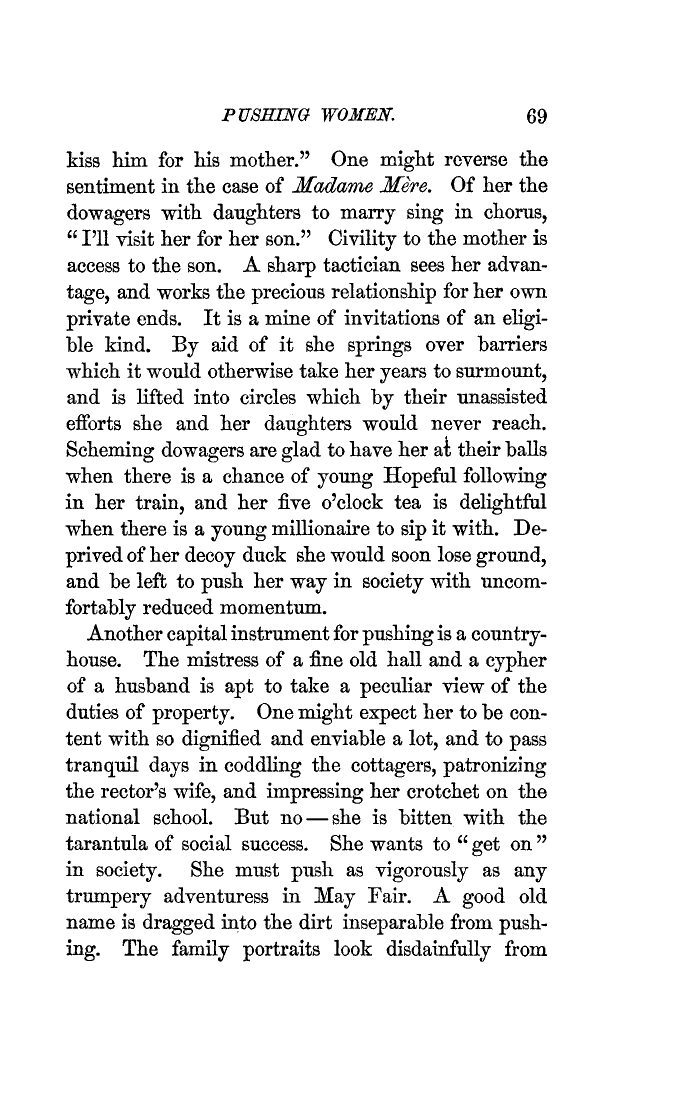 PUSHING WOMEN. 69
kiss him for his mother.” One might reverse the
sentiment in the case of Madame Mère. Of her the
dowagers with daughters to marry sing in chorus,
“I’ll visit her for her son.” Civility to the mother is
access to the son. A sharp tactician sees her advan-
tage, and works the precious relationship for her own
private ends. It is a mine of invitations of an eligi-
ble kind. By aid of it she springs over barriers
which it would otherwise take her years to surmount,
and is lifted into circles which by their unassisted
efforts she and her daughters would never reach.
Scheming dowagers are glad to have her at their balls
when there is a chance of young Hopeful following
in her train, and her five o’clock tea is delightful
when there is a young millionaire to sip it with. De-
prived of her decoy duck she would soon lose ground,
and be left to push her way in society with uncom-
fortably reduced momentum.
Another capital instrument for pushing is a country-
house. The mistress of a fine old hall and a cypher
of a husband is apt to take a peculiar view of the
duties of property. One might expect her to be con-
tent with so dignified and enviable a lot, and to pass
tranquil days in coddling the cottagers, patronizing
the rector’s wife, and impressing her crotchet on the
national school. But no — she is bitten with the
tarantula of social success. She wants to “get on”
in society. She must push as vigorously as any
trumpery adventuress in May Fair. A good old
name is dragged into the dirt inseparable from push-
ing. The family portraits look disdainfully from